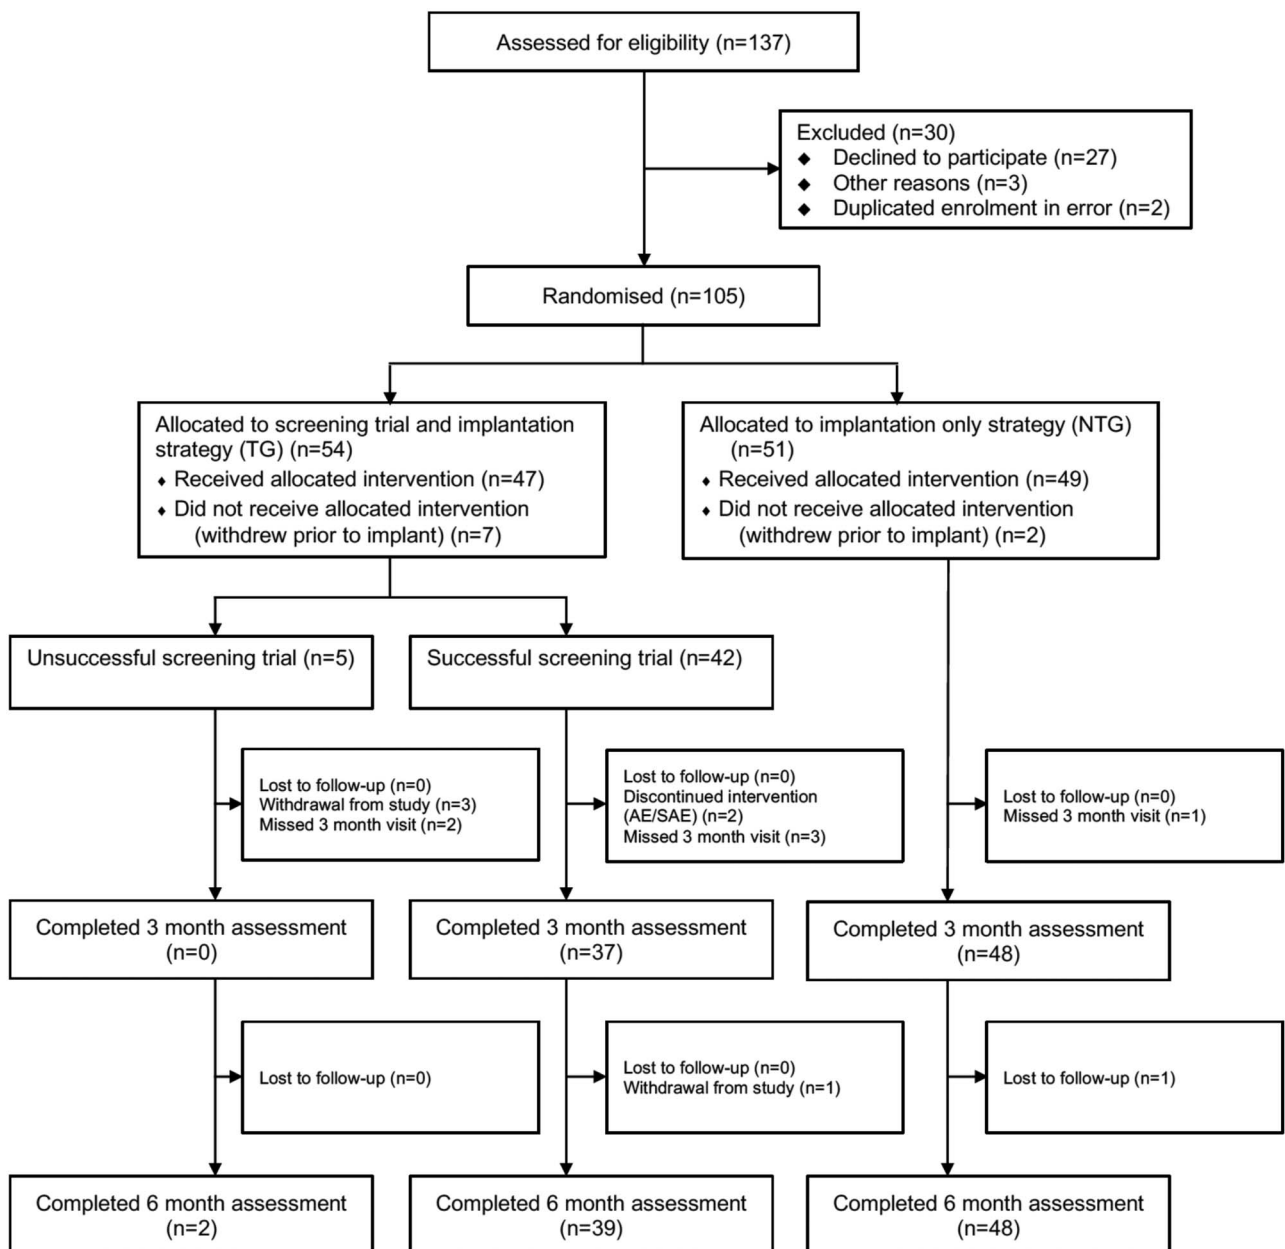 Assessed for eligibility (n=137)
Excluded (n=30)
◆ Declined to participate (n=27)
◆ Other reasons (n=3)
◆ Duplicated enrolment in error (n=2)
Randomised (n=105)
Allocated to screening trial and implantation
strategy (TG) (n=54)
♦ Received allocated intervention (n=47)
♦ Did not receive allocated intervention
(withdrew prior to implant) (n=7)
Allocated to implantation only strategy (NTG)
(n=51)
♦ Received allocated intervention (n=49)
♦ Did not receive allocated intervention
(withdrew prior to implant) (n=2)
Unsuccessful screening trial (n=5)
Successful screening trial (n=42)
Lost to follow-up (n=0)
Withdrawal from study (n=3)
Missed 3 month visit (n=2)
Lost to follow-up (n=0)
Discontinued intervention
(AE/SAE) (n=2)
Missed 3 month visit (n=3)
Lost to follow-up (n=0)
Missed 3 month visit (n=1)
Completed 3 month assessment
(n=0)
Completed 3 month assessment
(n=37)
Completed 3 month assessment
(n=48)
Lost to follow-up (n=0)
Lost to follow-up (n=0)
Withdrawal from study (n=1)
Lost to follow-up (n=1)
Completed 6 month assessment
(n=2)
Completed 6 month assessment
(n=39)
Completed 6 month assessment
(n=48)